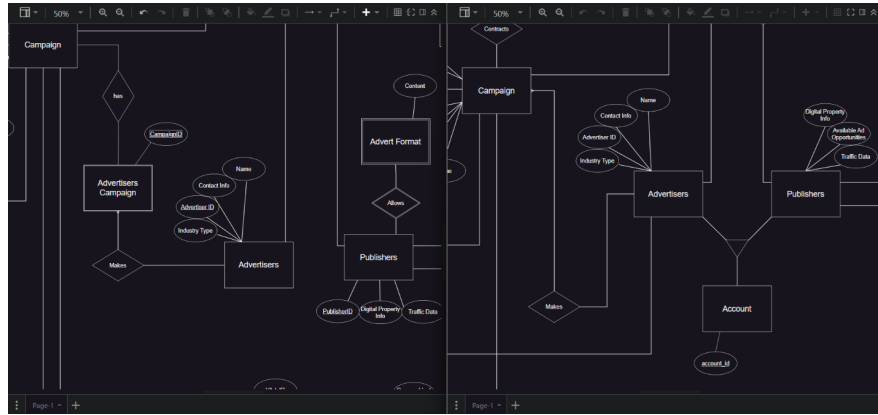 50%
Campaign
has
CampaignID
Advertisers
Campaign
Name
Contact Info
Advertiser ID
Industry Type
Makes
Advertisers
Content
Advert Format
Allows
Publishers
PublisherID
Digital Property
Info
Traffic Data
Page-1
50%
Contracts
Campaign
Name
Contact Info
Advertiser ID
Industry Type
Advertisers
Digital Property
Info
Available Ad
Opportunities
Traffic Data
Publishers
Makes
Account
account_id
Page-1